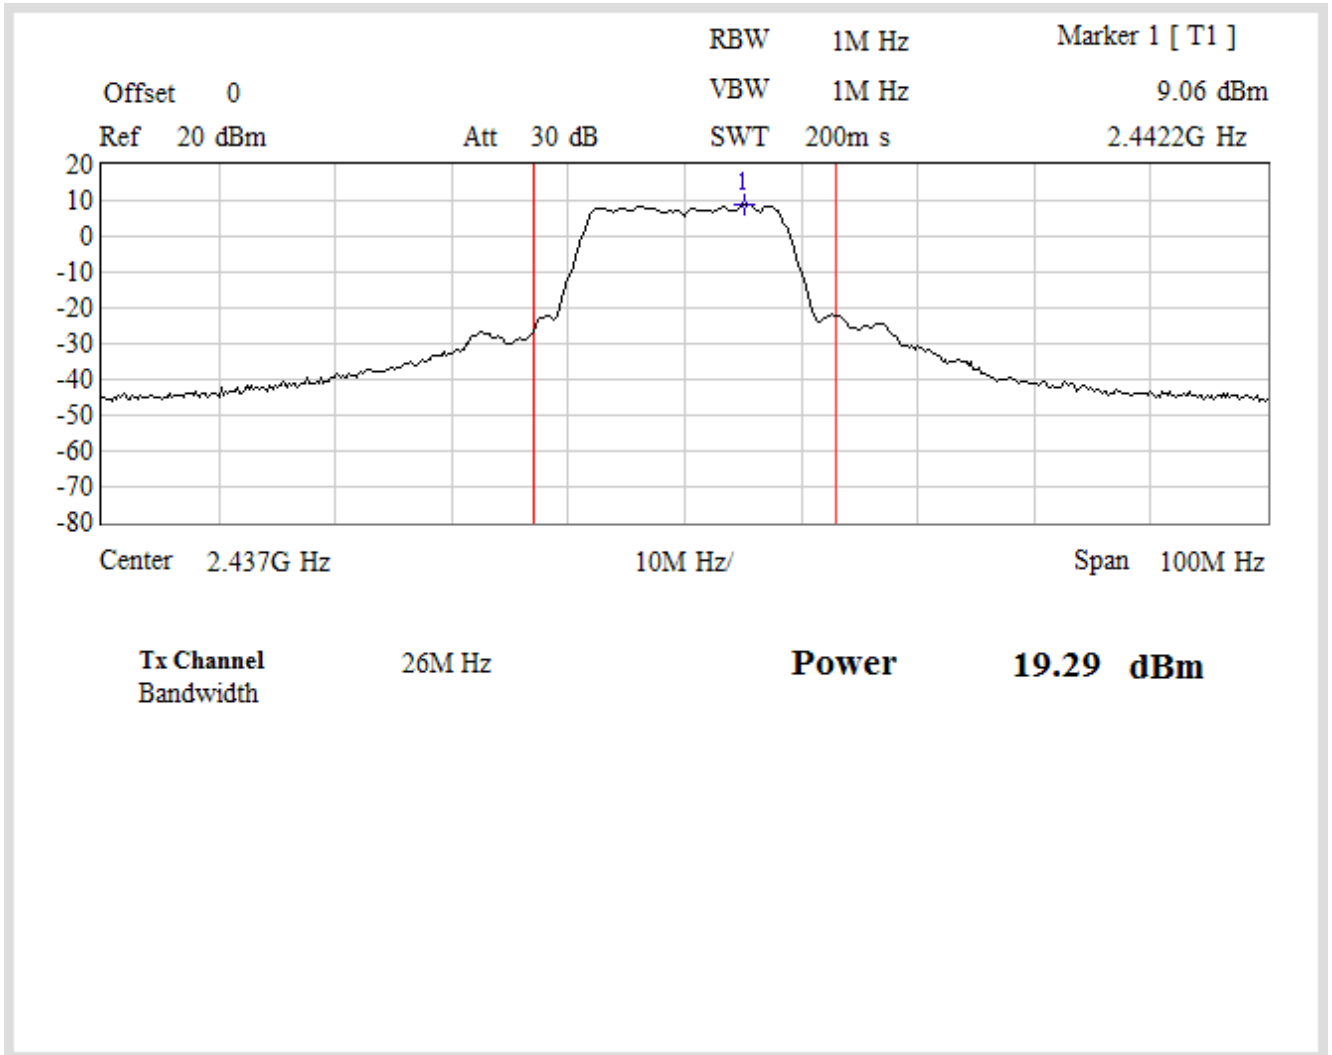 RBW 1M Hz Marker 1 [ T1 ]
Offset 0 VBW 1M Hz 9.06 dBm
Ref 20 dBm Att 30 dB SWT 200m s 2.4422G Hz
20
1
10
0
-10
-20
-30
-40
-50
-60
-70
-80
Center 2.437G Hz 10M Hz/ Span 100M Hz
Tx Channel 26M Hz Power 19.29 dBm
Bandwidth